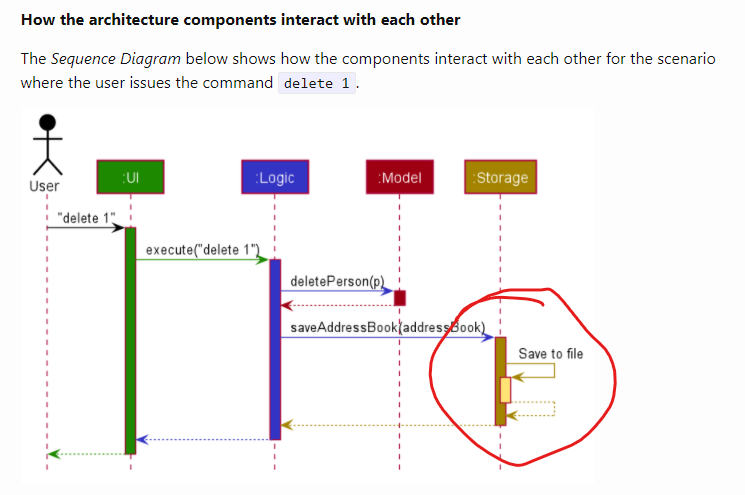 How the architecture components interact with each other
The Sequence Diagram below shows how the components interact with each other for the scenario
where the user issues the command delete 1 .
User
:UI
:Logic
:Model
:Storage
"delete 1"
execute("delete 1")
deletePerson(p)
saveAddressBook(addressBook)
Save to file